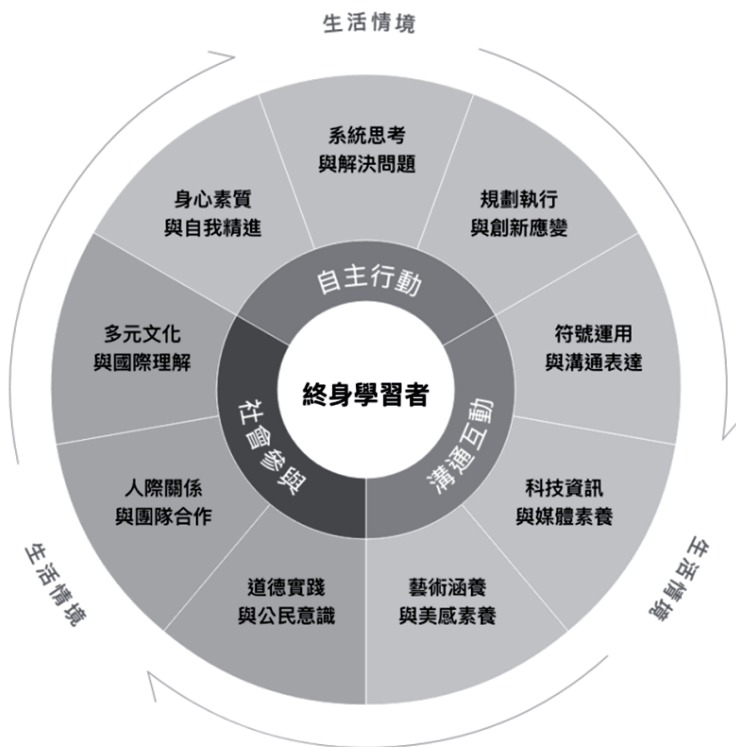 生活情境
系統思考
與解決問題
身心素質
與自我精進
規劃執行
與創新應變
自主行動
多元文化
與國際理解
符號運用
與溝通表達
終身學習者
社會參與
溝通互動
人際關係
與團隊合作
科技資訊
與媒體素養
生活情境
生活情境
道德實踐
與公民意識
藝術涵養
與美感素養